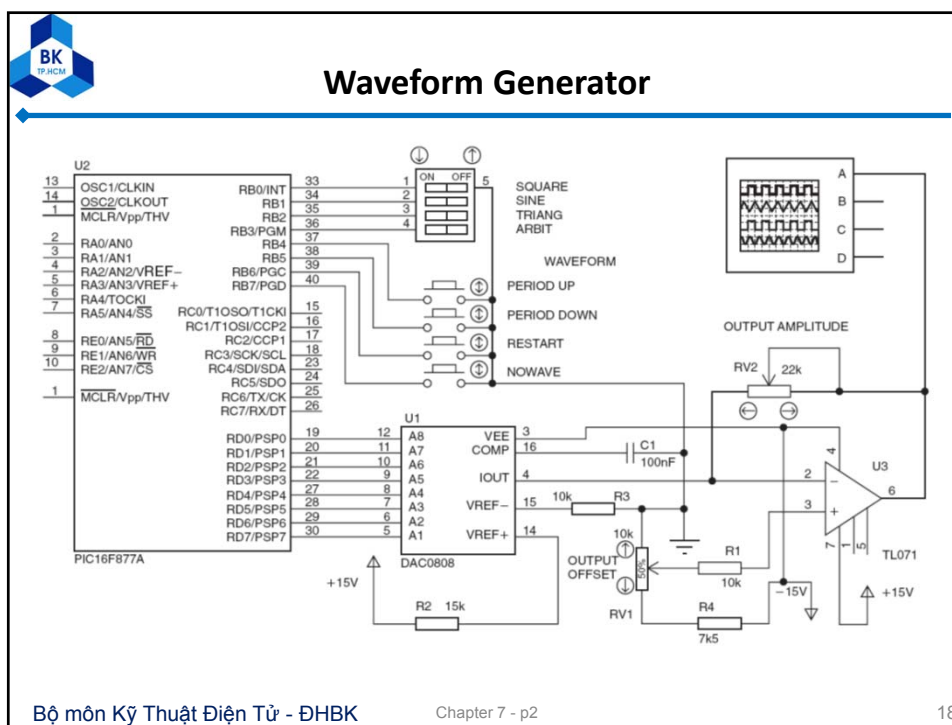 BK
TP.HCM
Waveform Generator
U2
13 OSC1/CLKIN
14 OSC2/CLKOUT
1 MCLR/Vpp/THV
2 RA0/AN0
3 RA1/AN1
4 RA2/AN2/VREF−
5 RA3/AN3/VREF+
6 RA4/TOCKI
7 RA5/AN4/SS
8 RE0/AN5/RD
9 RE1/AN6/WR
10 RE2/AN7/CS
1 MCLR/Vpp/THV
RB0/INT 33
RB1 34
RB2 35
RB3/PGM 36
RB4 37
RB5 38
RB6/PGC 39
RB7/PGD 40
RC0/T1OSO/T1CKI 15
RC1/T1OSI/CCP2 16
RC2/CCP1 17
RC3/SCK/SCL 18
RC4/SDI/SDA 23
RC5/SDO 24
RC6/TX/CK 25
RC7/RX/DT 26
RD0/PSP0 19
RD1/PSP1 20
RD2/PSP2 21
RD3/PSP3 22
RD4/PSP4 27
RD5/PSP5 28
RD6/PSP6 29
RD7/PSP7 30
PIC16F877A
ON OFF
1 5
2
3
4
SQUARE
SINE
TRIANG
ARBIT
WAVEFORM
PERIOD UP
PERIOD DOWN
RESTART
NOWAVE
A
B
C
D
OUTPUT AMPLITUDE
RV2 22k
U1
12 A8
11 A7
10 A6
9 A5
8 A4
7 A3
6 A2
5 A1
VEE 3
COMP 16
IOUT 4
VREF− 15
VREF+ 14
DAC0808
C1
100nF
10k R3
10k
OUTPUT
OFFSET
50%
RV1
R1
10k
R4
7k5
−15V
+15V
R2 15k
4
U3
2 −
3 +
6
7 1 5
TL071
+15V
Bộ môn Kỹ Thuật Điện Tử - ĐHBK
Chapter 7 - p2
18